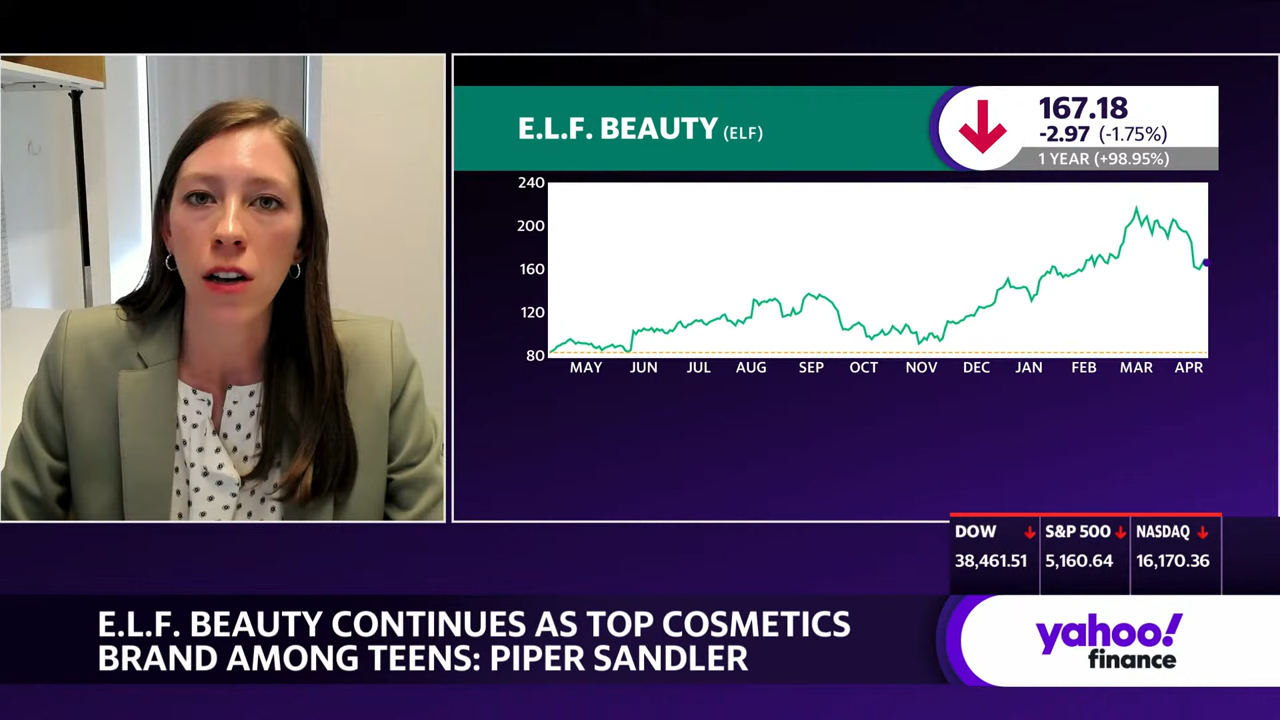 E.L.F. BEAUTY (ELF)
167.18
-2.97 (-1.75%)
1 YEAR (+98.95%)
240
200
160
120
80
MAY JUN JUL AUG SEP OCT NOV DEC JAN FEB MAR APR
DOW S&P 500 NASDAQ
38,461.51 5,160.64 16,170.36
E.L.F. BEAUTY CONTINUES AS TOP COSMETICS
BRAND AMONG TEENS: PIPER SANDLER
yahoo!
finance